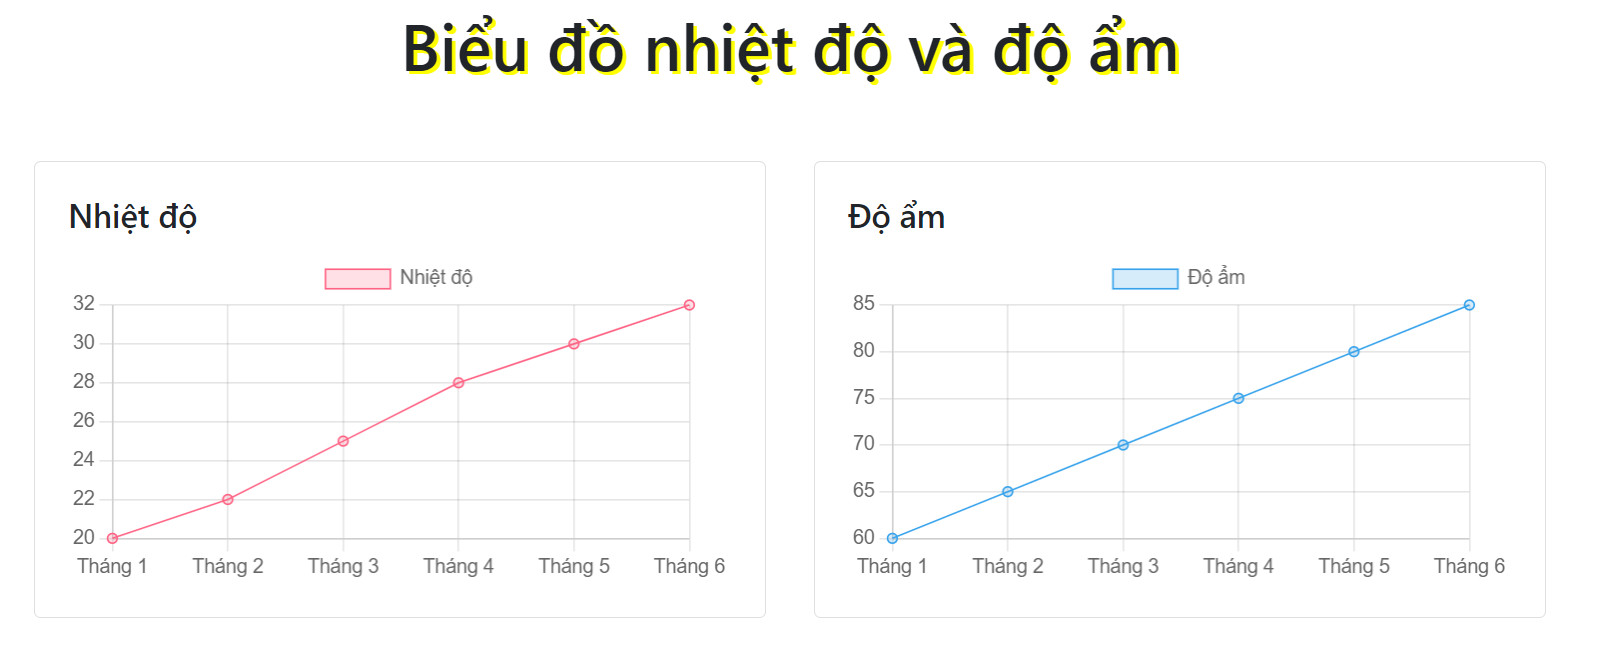 Biểu đồ nhiệt độ và độ ẩm
Nhiệt độ
Nhiệt độ
32
30
28
26
24
22
20
Tháng 1 Tháng 2 Tháng 3 Tháng 4 Tháng 5 Tháng 6
Độ ẩm
Độ ẩm
85
80
75
70
65
60
Tháng 1 Tháng 2 Tháng 3 Tháng 4 Tháng 5 Tháng 6